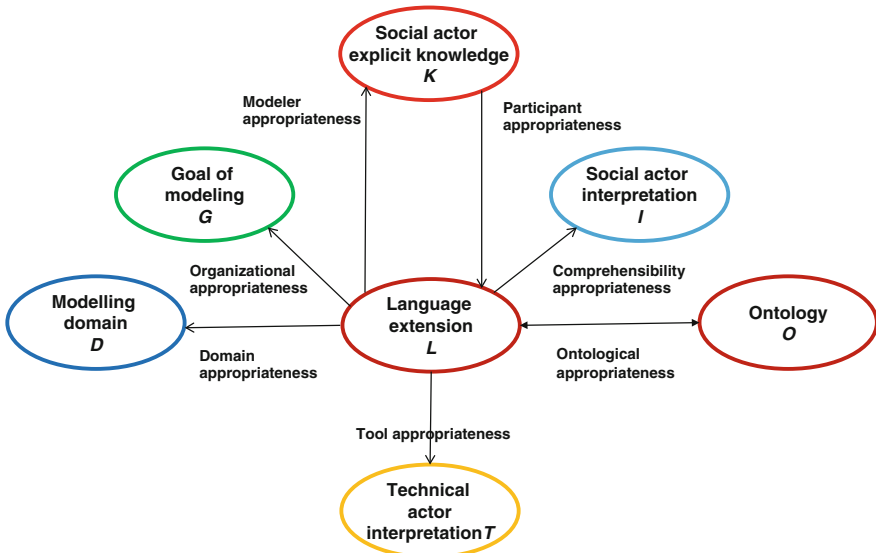 Social actor
explicit knowledge
K
Modeler
appropriateness
Participant
appropriateness
Goal of
modeling
G
Social actor
interpretation
I
Organizational
appropriateness
Comprehensibility
appropriateness
Modelling
domain
D
Language
extension
L
Ontology
O
Domain
appropriateness
Ontological
appropriateness
Tool appropriateness
Technical
actor
interpretation T